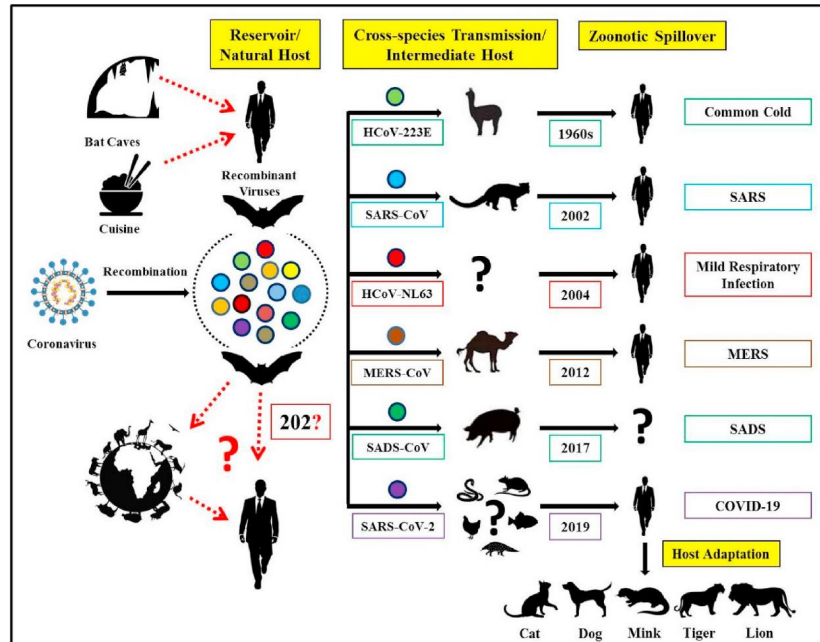 Reservoir/
Natural Host
Cross-species Transmission/
Intermediate Host
Zoonotic Spillover
Bat Caves
Cuisine
Recombinant
Viruses
Recombination
Coronavirus
202?
?
HCoV-223E
1960s
Common Cold
SARS-CoV
2002
SARS
?
HCoV-NL63
2004
Mild Respiratory
Infection
MERS-CoV
2012
MERS
SADS-CoV
2017
?
SADS
SARS-CoV-2
?
2019
COVID-19
Host Adaptation
Cat
Dog
Mink
Tiger
Lion